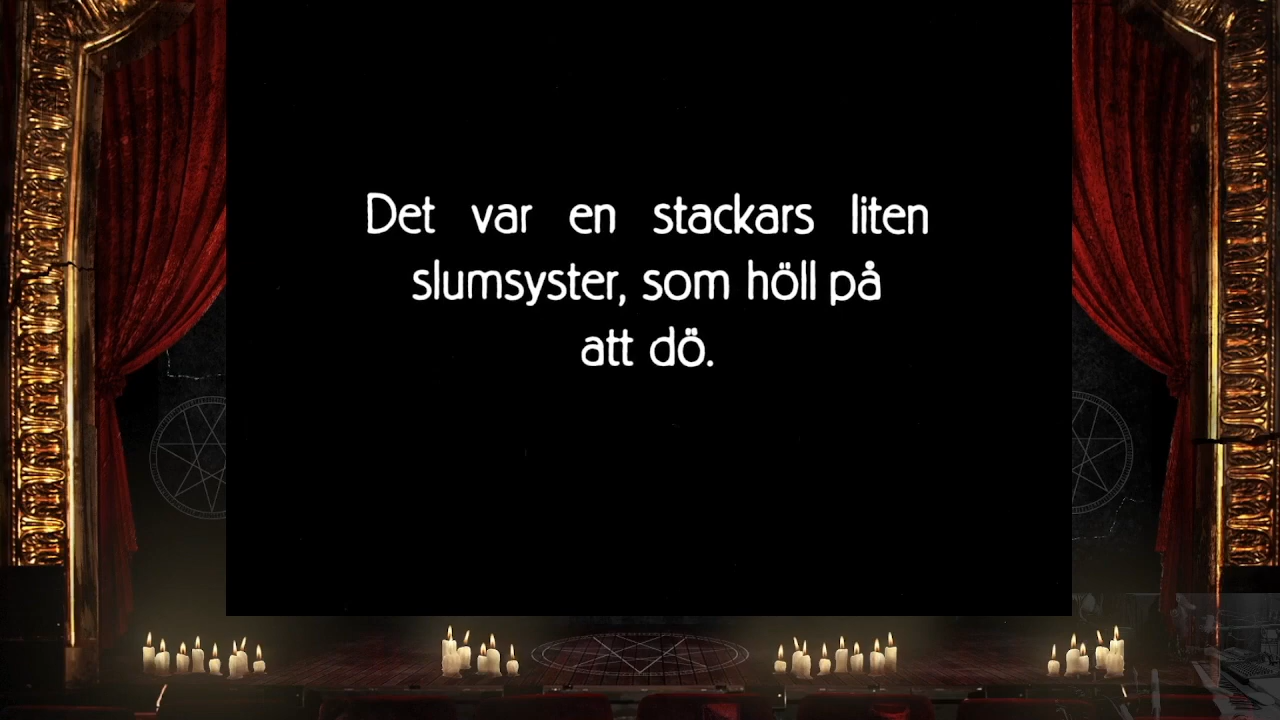 Det var en stackars liten
slumsyster, som höll på
att dö.